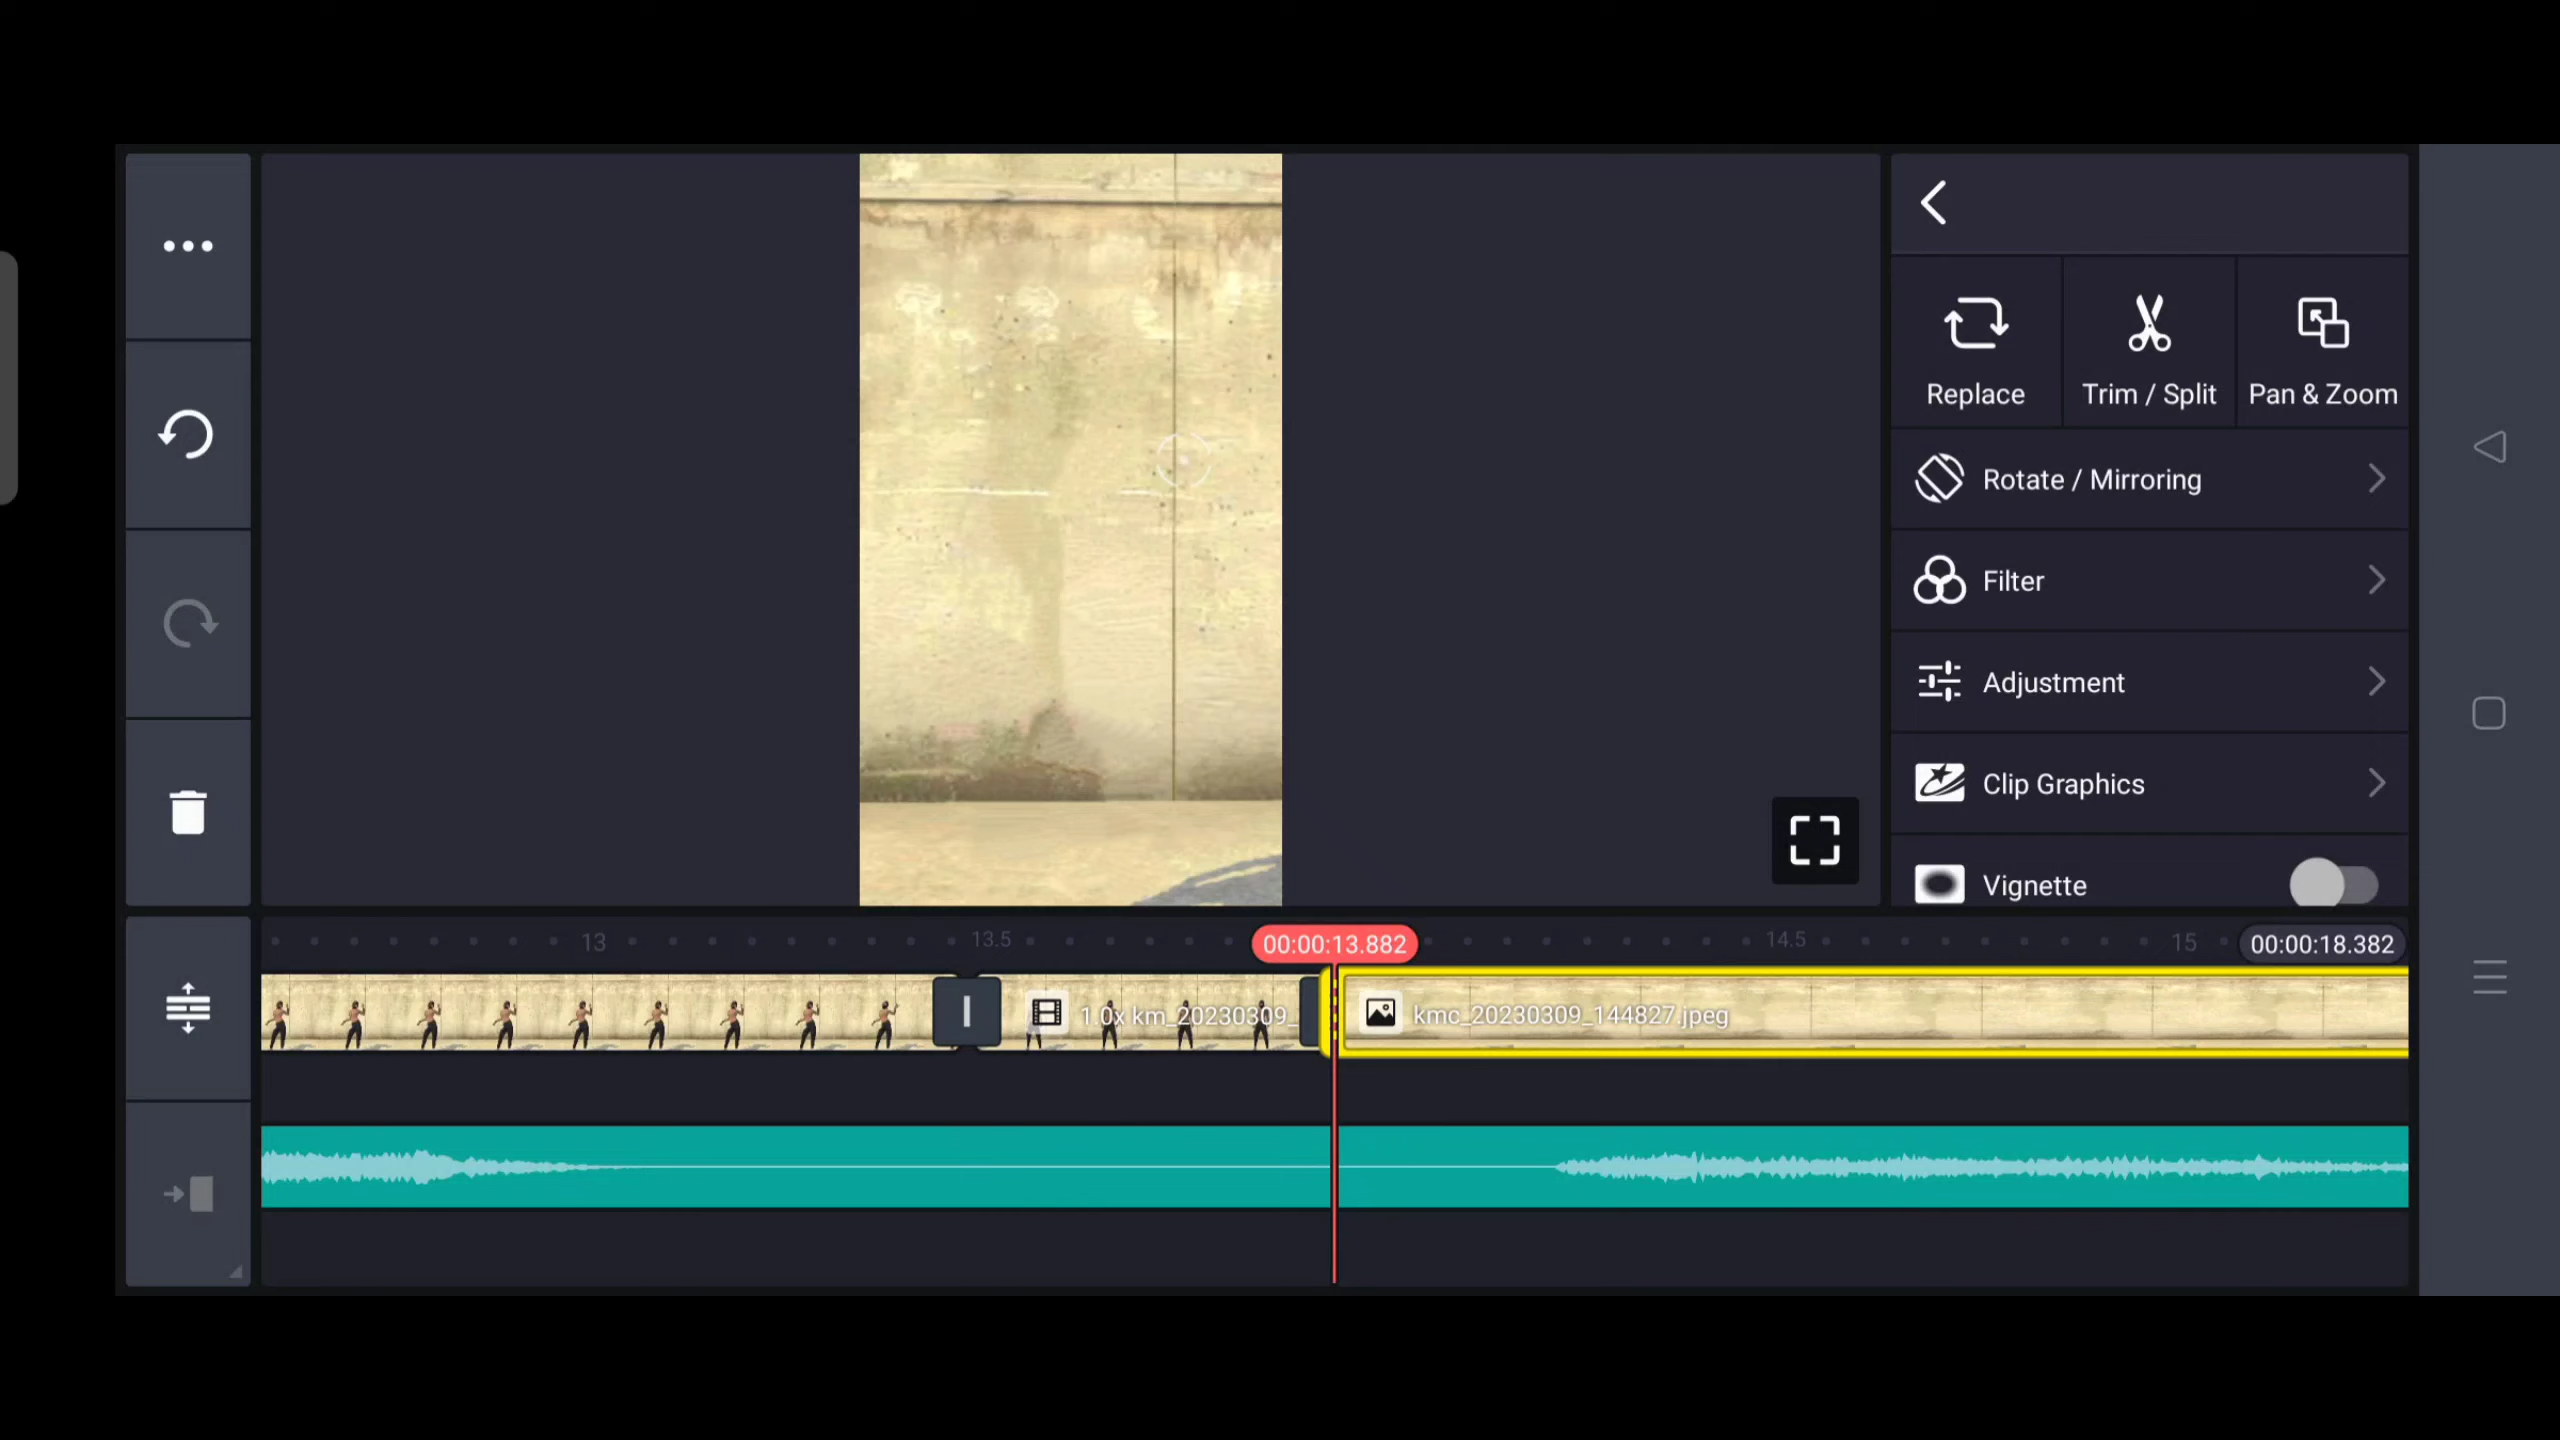 Replace
Trim / Split
Pan & Zoom
Rotate / Mirroring
Filter
Adjustment
Clip Graphics
Vignette
13
13.5
00:00:13.882
14.5
15
00:00:18.382
1.0x km_20230309_
kmc_20230309_144827.jpeg